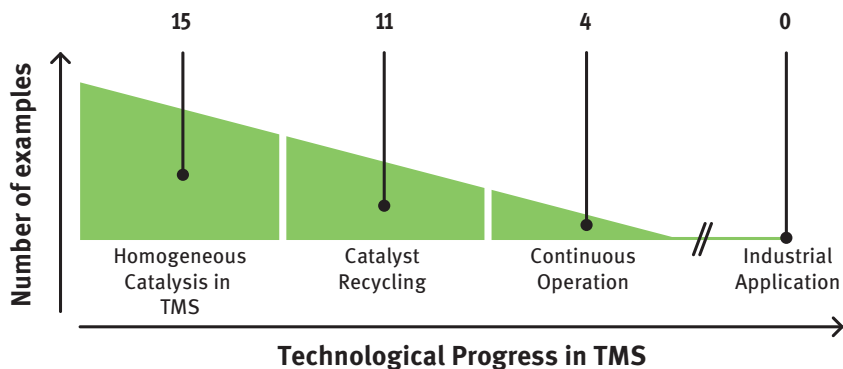 15 11 4 0
Number of examples
Homogeneous
Catalysis in
TMS
Catalyst
Recycling
Continuous
Operation
Industrial
Application
Technological Progress in TMS